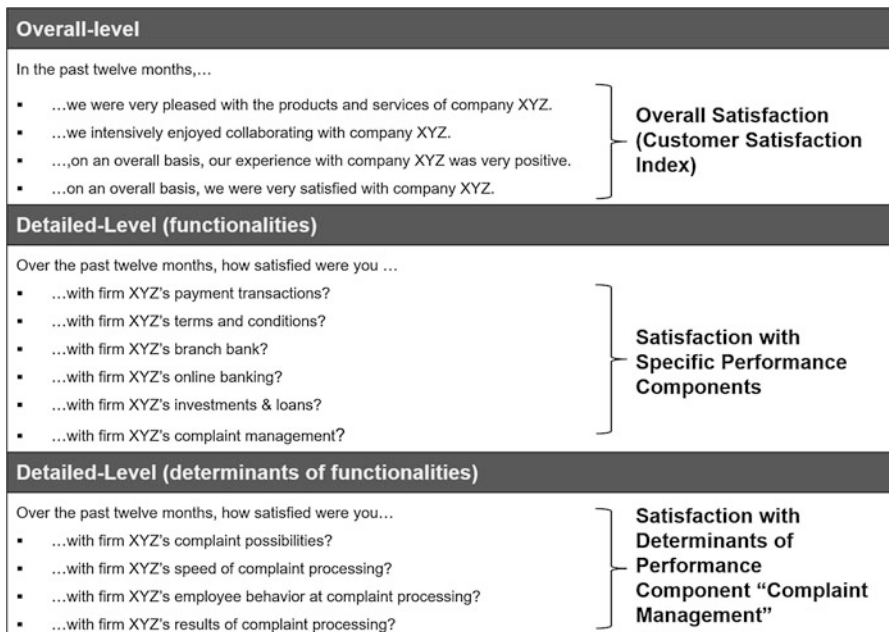 Overall-level
In the past twelve months,…
▪ …we were very pleased with the products and services of company XYZ.
▪ …we intensively enjoyed collaborating with company XYZ.
▪ …,on an overall basis, our experience with company XYZ was very positive.
▪ …on an overall basis, we were very satisfied with company XYZ.
Overall Satisfaction
(Customer Satisfaction
Index)
Detailed-Level (functionalities)
Over the past twelve months, how satisfied were you …
▪ …with firm XYZ's payment transactions?
▪ …with firm XYZ's terms and conditions?
▪ …with firm XYZ's branch bank?
▪ …with firm XYZ's online banking?
▪ …with firm XYZ's investments & loans?
▪ …with firm XYZ's complaint management?
Satisfaction with
Specific Performance
Components
Detailed-Level (determinants of functionalities)
Over the past twelve months, how satisfied were you…
▪ …with firm XYZ's complaint possibilities?
▪ …with firm XYZ's speed of complaint processing?
▪ …with firm XYZ's employee behavior at complaint processing?
▪ …with firm XYZ's results of complaint processing?
Satisfaction with
Determinants of
Performance
Component “Complaint
Management”